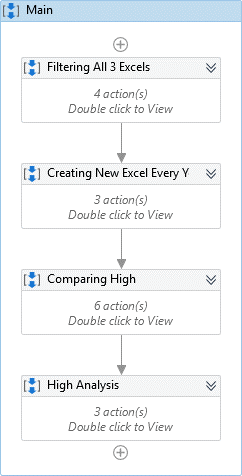 Main
Filtering All 3 Excels
4 action(s)
Double click to View
Creating New Excel Every Y
3 action(s)
Double click to View
Comparing High
6 action(s)
Double click to View
High Analysis
3 action(s)
Double click to View